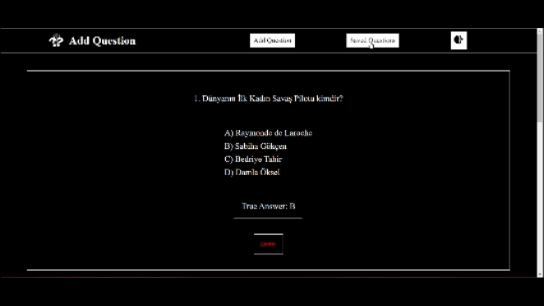 Add Question
Add Question
Saved Questions
1. Dünyanın İlk Kadın Savaş Pilotu kimdir?
A) Raymonde de Laroche
B) Sabiha Gökçen
C) Bedriye Tahir
D) Damla Öksel
True Answer: B